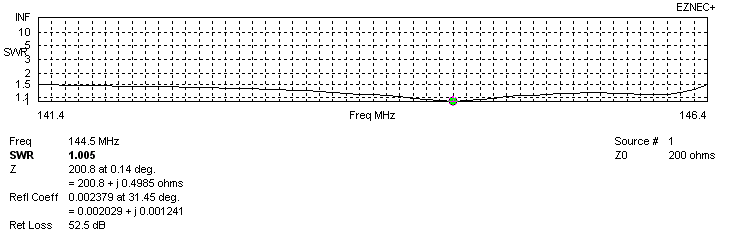 EZNEC+
INF
10
5
SWR
3
2
1.5
1.1
141.4 Freq MHz 146.4
Freq 144.5 MHz Source # 1
SWR 1.005 Z0 200 ohms
Z 200.8 at 0.14 deg.
= 200.8 + j 0.4985 ohms
Refl Coeff 0.002379 at 31.45 deg.
= 0.002029 + j 0.001241
Ret Loss 52.5 dB